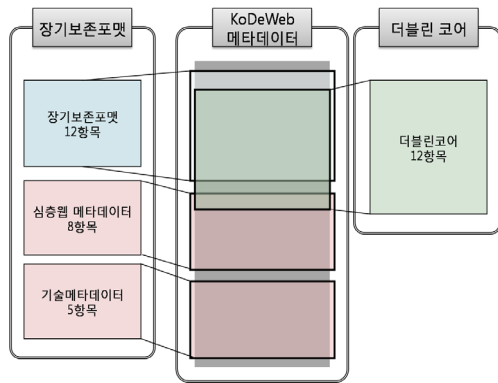 장기보존포맷
KoDeWeb
메타데이터
더블린 코어
장기보존포맷
12항목
심층웹 메타데이터
8항목
기술메타데이터
5항목
더블린코어
12항목